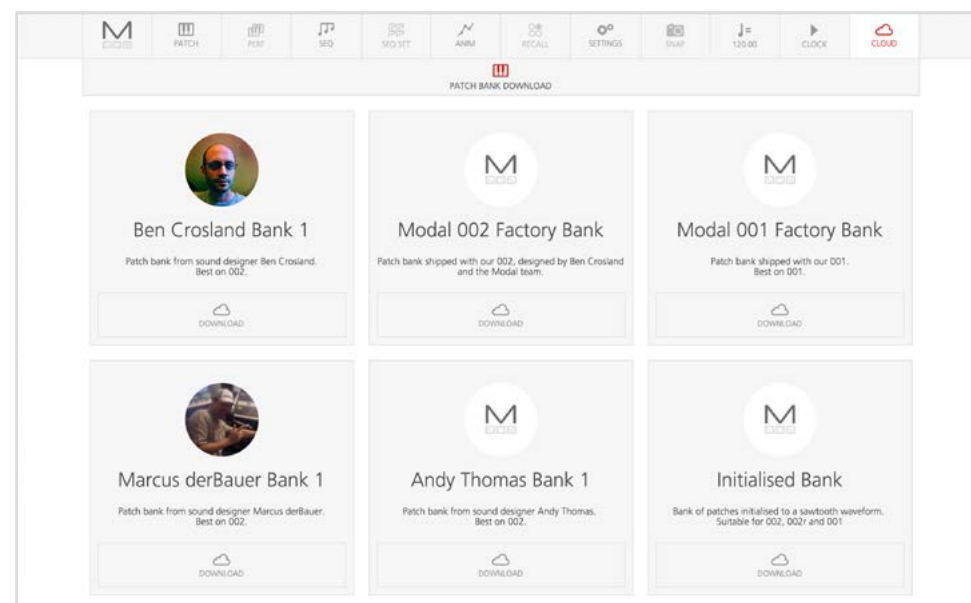 M
PATCH
PERF
SEQ
SEQ SET
ANIM
RECALL
SETTINGS
SNAP
♩= 120.00
CLOCK
CLOUD
PATCH BANK DOWNLOAD
Ben Crosland Bank 1
Patch bank from sound designer Ben Crosland.
Best on 002.
DOWNLOAD
M
Modal 002 Factory Bank
Patch bank shipped with our 002, designed by Ben Crosland
and the Modal team.
DOWNLOAD
M
Modal 001 Factory Bank
Patch bank shipped with our 001.
Best on 001.
DOWNLOAD
Marcus derBauer Bank 1
Patch bank from sound designer Marcus derBauer.
Best on 002.
DOWNLOAD
M
Andy Thomas Bank 1
Patch bank from sound designer Andy Thomas.
Best on 002.
DOWNLOAD
M
Initialised Bank
Bank of patches initialised to a sawtooth waveform.
Suitable for 002, 002r and 001
DOWNLOAD